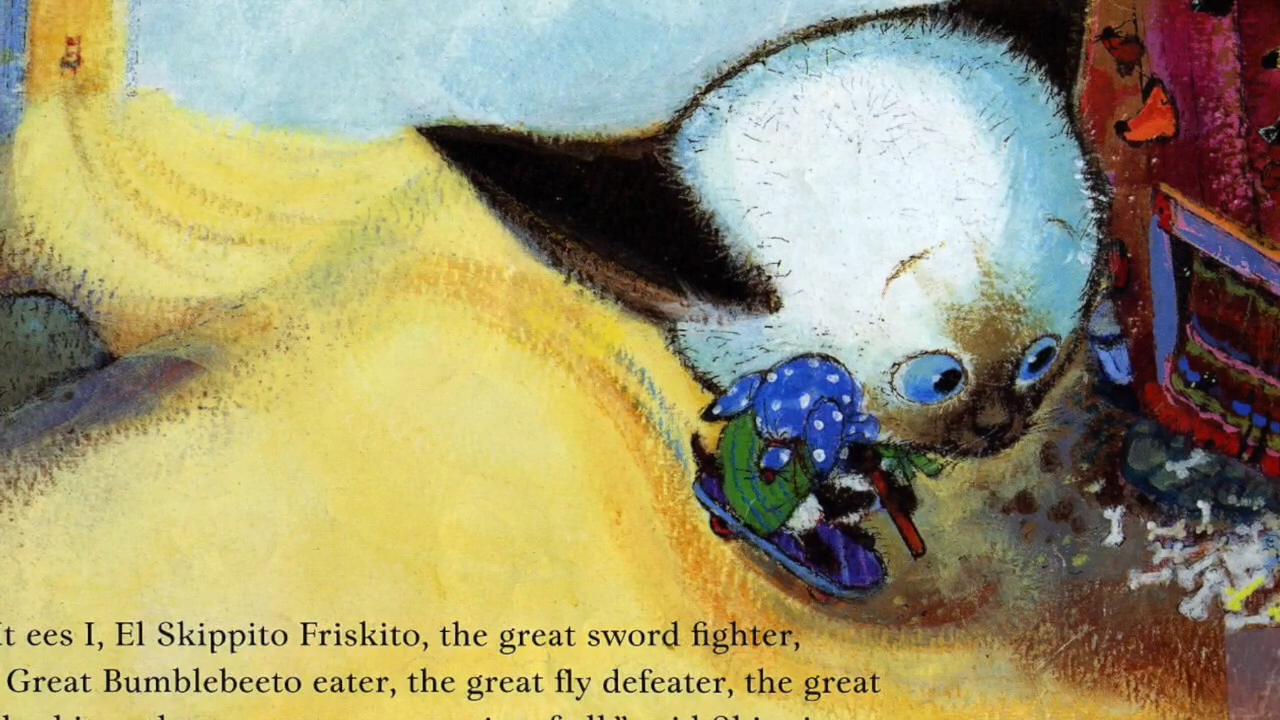 t ees I, El Skippito Friskito, the great sword fighter,
Great Bumblebeeto eater, the great fly defeater, the great